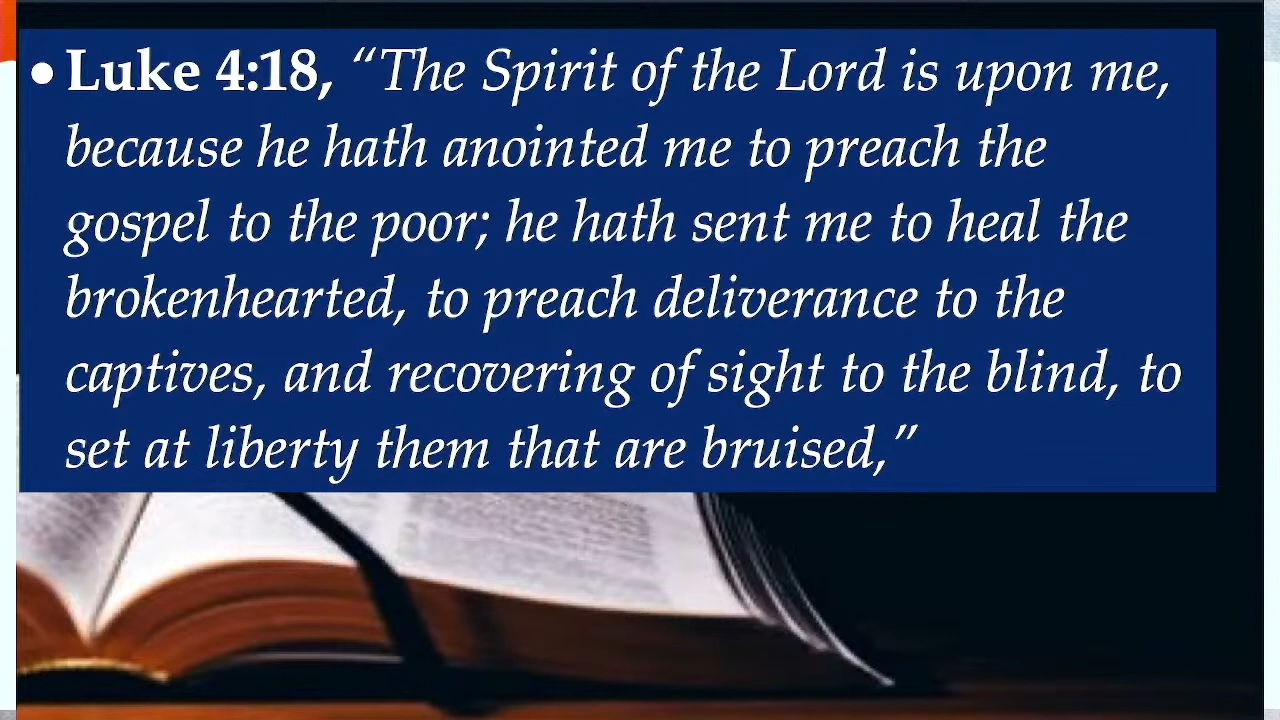 • Luke 4:18, “The Spirit of the Lord is upon me,
because he hath anointed me to preach the
gospel to the poor; he hath sent me to heal the
brokenhearted, to preach deliverance to the
captives, and recovering of sight to the blind, to
set at liberty them that are bruised,”